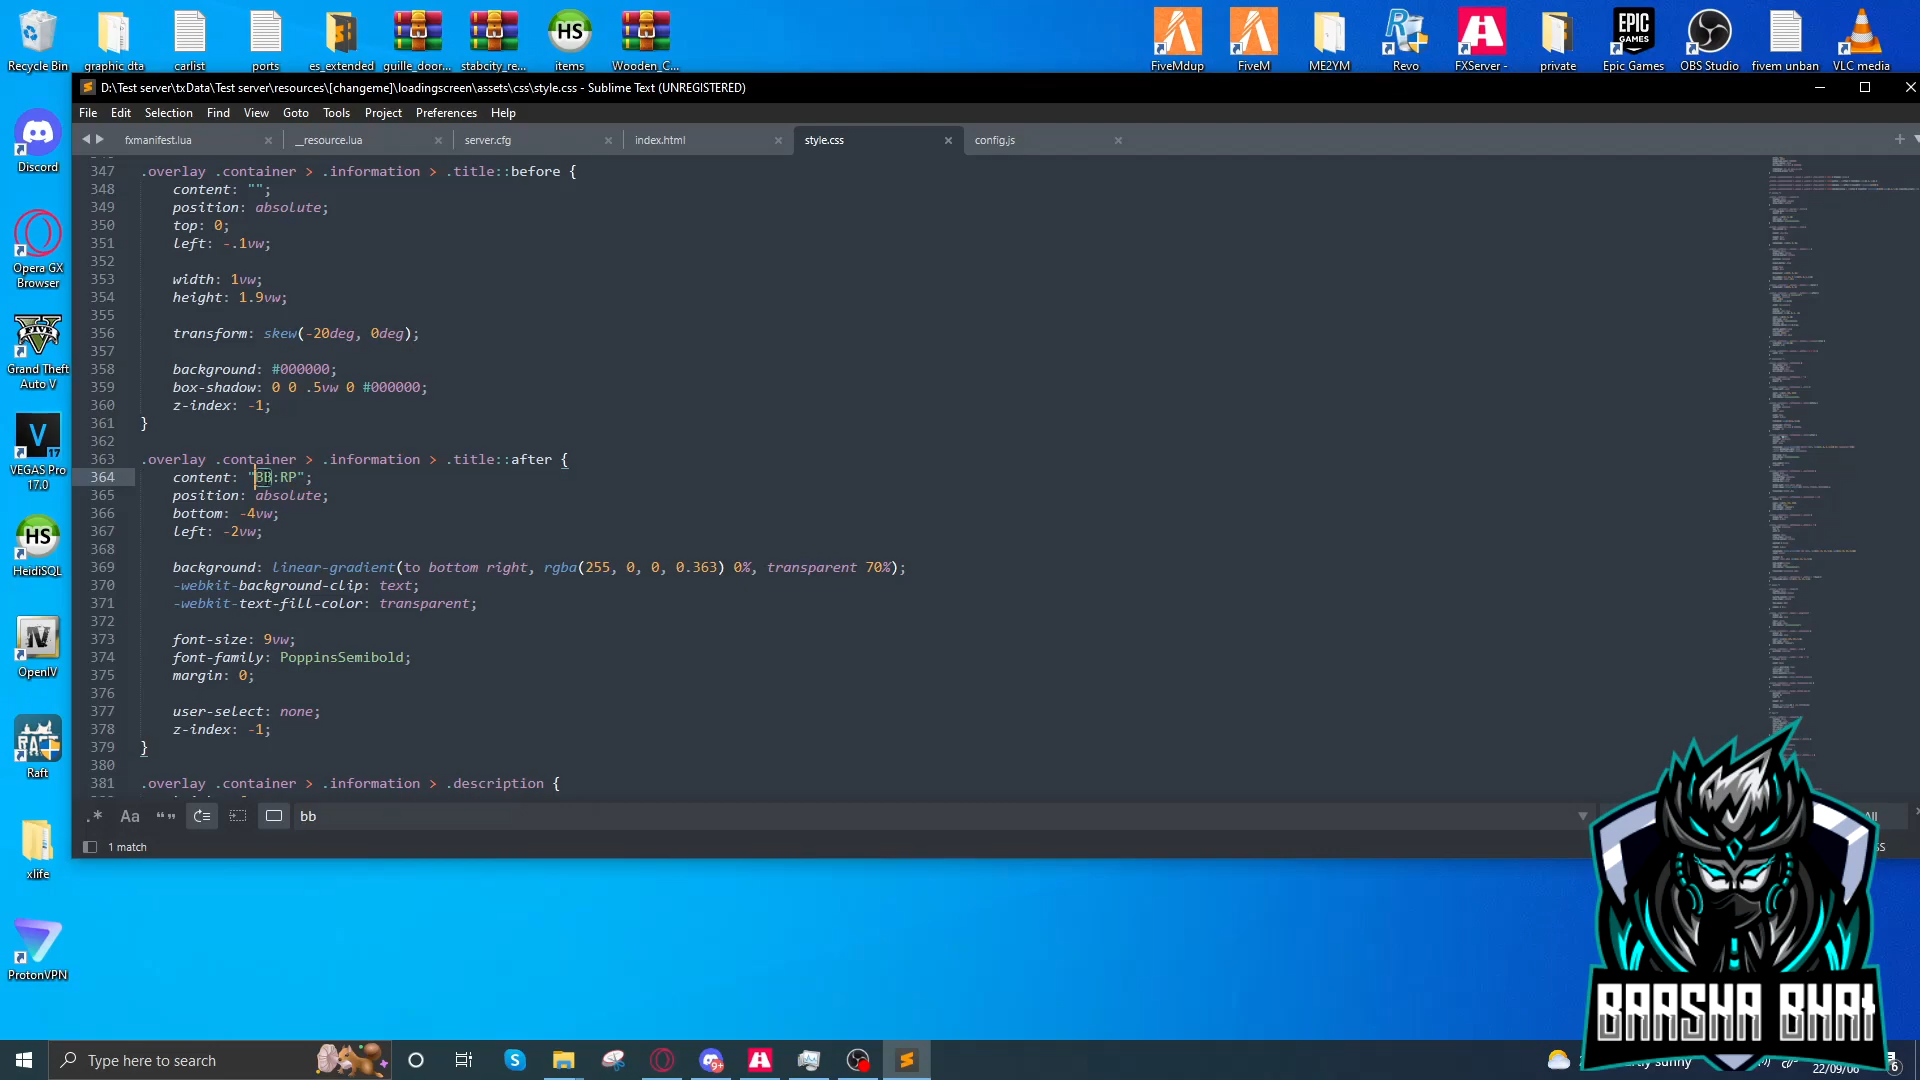 Recycle Bin
graphic dta
carlist
ports
es_extended
guille_door...
stabcity_re...
items
Wooden_C...
FiveMdup
FiveM
ME2YM
Revo
FXServer -
private
Epic Games
OBS Studio
fivem unban
VLC media
D:\Test server\txData\Test server\resources\[changeme]\loadingscreen\assets\css\style.css - Sublime Text (UNREGISTERED)
File Edit Selection Find View Goto Tools Project Preferences Help
fxmanifest.lua
__resource.lua
server.cfg
index.html
style.css
config.js
347 .overlay .container > .information > .title::before {
348 content: "";
349 position: absolute;
350 top: 0;
351 left: -.1vw;
352
353 width: 1vw;
354 height: 1.9vw;
355
356 transform: skew(-20deg, 0deg);
357
358 background: #000000;
359 box-shadow: 0 0 .5vw 0 #000000;
360 z-index: -1;
361 }
362
363 .overlay .container > .information > .title::after {
364 content: "BB:RP";
365 position: absolute;
366 bottom: -4vw;
367 left: -2vw;
368
369 background: linear-gradient(to bottom right, rgba(255, 0, 0, 0.363) 0%, transparent 70%);
370 -webkit-background-clip: text;
371 -webkit-text-fill-color: transparent;
372
373 font-size: 9vw;
374 font-family: PoppinsSemibold;
375 margin: 0;
376
377 user-select: none;
378 z-index: -1;
379 }
380
381 .overlay .container > .information > .description {
.* Aa “ ” bb
1 match
Discord
Opera GX
Browser
Grand Theft
Auto V
VEGAS Pro
17.0
HeidiSQL
OpenIV
Raft
xlife
ProtonVPN
BAASHA BHAI
Type here to search
sunny
22/09/06
6